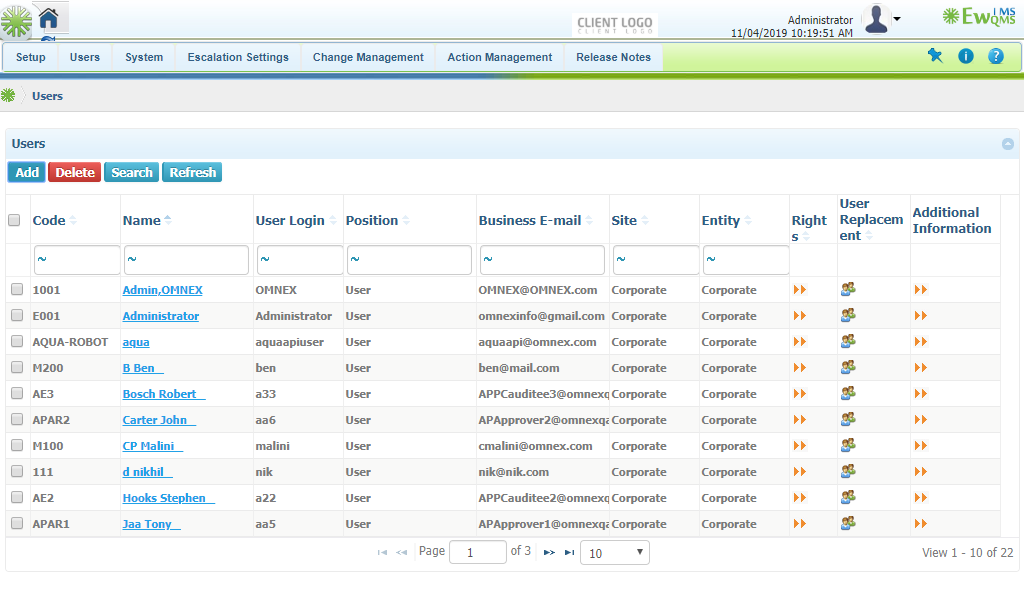 CLIENT LOGO
Administrator
11/04/2019 10:19:51 AM
EwQMS
IMS
Setup Users System Escalation Settings Change Management Action Management Release Notes
Users
Users
Add Delete Search Refresh
Code Name User Login Position Business E-mail Site Entity Rights User Replacement Additional Information
~ ~ ~ ~ ~ ~ ~
1001 Admin,OMNEX OMNEX User OMNEX@OMNEX.com Corporate Corporate
E001 Administrator Administrator User omnexinfo@gmail.com Corporate Corporate
AQUA-ROBOT aqua aquaapiuser User aquaapi@omnex.com Corporate Corporate
M200 B Ben ben User ben@mail.com Corporate Corporate
AE3 Bosch Robert a33 User APPCauditee3@omnexq Corporate Corporate
APAR2 Carter John aa6 User APApprover2@omnexqa Corporate Corporate
M100 CP Malini malini User cmalini@omnex.com Corporate Corporate
111 d nikhil nik User nik@nik.com Corporate Corporate
AE2 Hooks Stephen a22 User APPCauditee2@omnexq Corporate Corporate
APAR1 Jaa Tony aa5 User APApprover1@omnexqa Corporate Corporate
Page 1 of 3 10 View 1 - 10 of 22